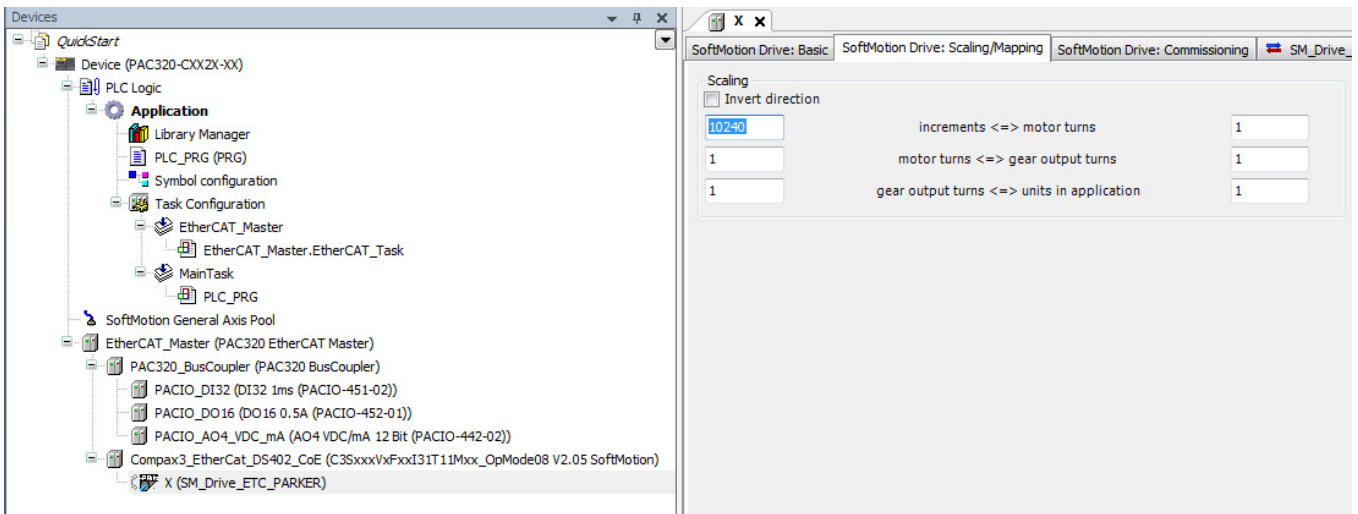 Devices
QuickStart
Device (PAC320-CXX2X-XX)
PLC Logic
Application
Library Manager
PLC_PRG (PRG)
Symbol configuration
Task Configuration
EtherCAT_Master
EtherCAT_Master.EtherCAT_Task
MainTask
PLC_PRG
SoftMotion General Axis Pool
EtherCAT_Master (PAC320 EtherCAT Master)
PAC320_BusCoupler (PAC320 BusCoupler)
PACIO_DI32 (DI32 1ms (PACIO-451-02))
PACIO_DO16 (DO16 0.5A (PACIO-452-01))
PACIO_AO4_VDC_mA (AO4 VDC/mA 12 Bit (PACIO-442-02))
Compax3_EtherCat_DS402_CoE (C3SxxxVxFxxI31T11Mxx_OpMode08 V2.05 SoftMotion)
X (SM_Drive_ETC_PARKER)
X
SoftMotion Drive: Basic SoftMotion Drive: Scaling/Mapping SoftMotion Drive: Commissioning SM_Drive_
Scaling
Invert direction
10240 increments <=> motor turns 1
1 motor turns <=> gear output turns 1
1 gear output turns <=> units in application 1